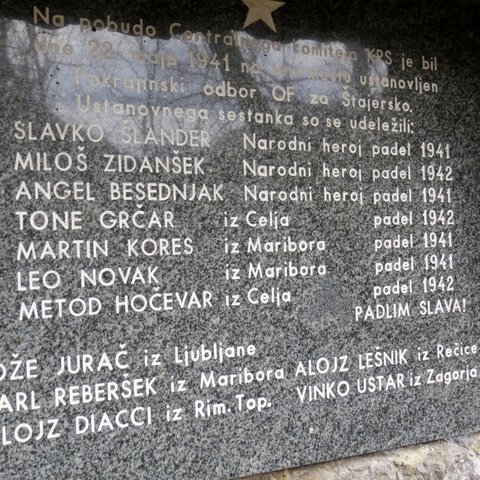 Na pobudo Centralnega komiteja KPS je bil
dne 22. maja 1941 na tem mestu ustanovljen
Pokrajinski odbor OF za Štajersko.
Ustanovnega sestanka so se udeležili:
SLAVKO ŠLANDER Narodni heroj padel 1941
MILOŠ ZIDANŠEK Narodni heroj padel 1942
ANGEL BESEDNJAK Narodni heroj padel 1941
TONE GRČAR iz Celja padel 1942
MARTIN KORES iz Maribora padel 1941
LEO NOVAK iz Maribora padel 1941
METOD HOČEVAR iz Celja padel 1942
PADLIM SLAVA!
OŽE JURAČ iz Ljubljane
ARL REBERŠEK iz Maribora ALOJZ LEŠNIK iz Rečice
LOJZ DIACCI iz Rim. Top. VINKO USTAR iz Zagorja